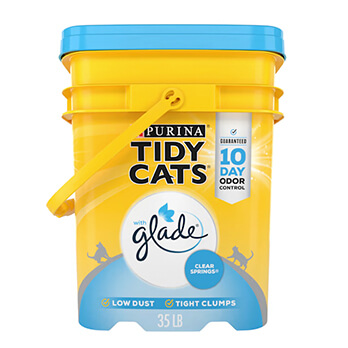 PURINA
TIDY
CATS®
GUARANTEED
10
DAY
ODOR
CONTROL
with
glade
CLEAR
SPRINGS®
LOW DUST
TIGHT CLUMPS
35 LB